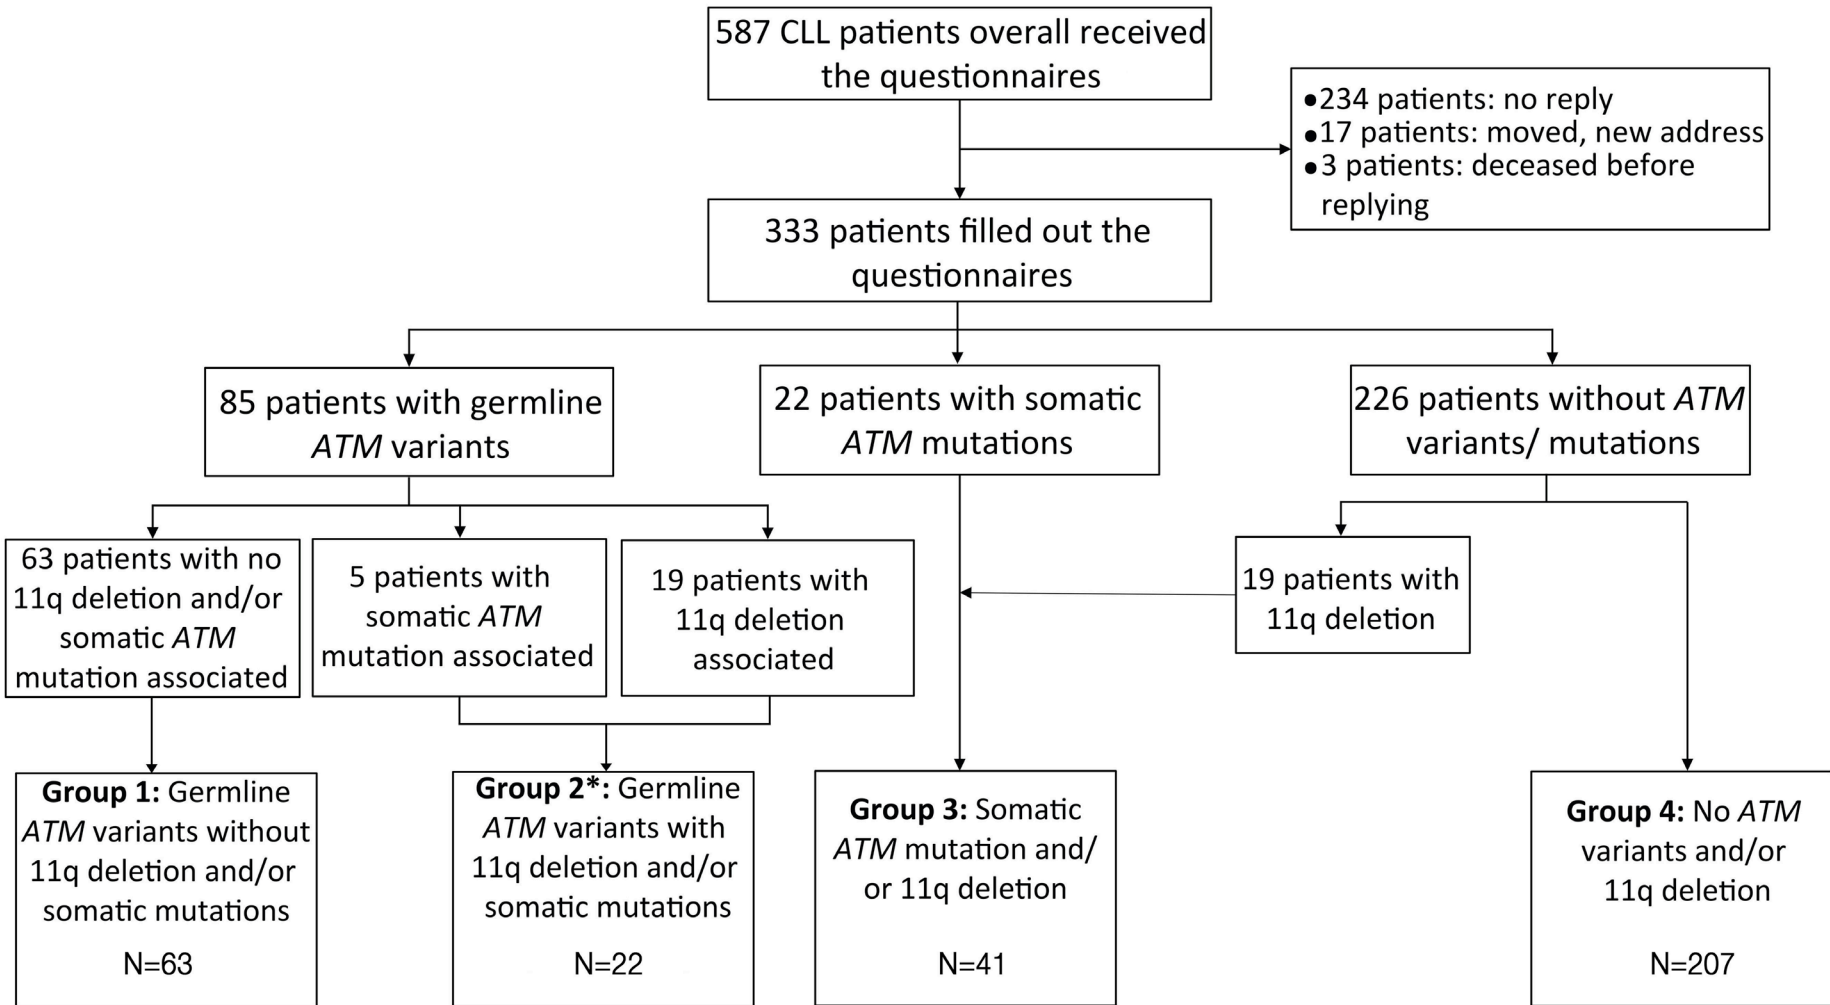 587 CLL patients overall received
the questionnaires
•234 patients: no reply
•17 patients: moved, new address
•3 patients: deceased before
replying
333 patients filled out the
questionnaires
85 patients with germline
ATM variants
22 patients with somatic
ATM mutations
226 patients without ATM
variants/ mutations
63 patients with no
11q deletion and/or
somatic ATM
mutation associated
5 patients with
somatic ATM
mutation associated
19 patients with
11q deletion
associated
19 patients with
11q deletion
Group 1: Germline
ATM variants without
11q deletion and/or
somatic mutations
N=63
Group 2*: Germline
ATM variants with
11q deletion and/or
somatic mutations
N=22
Group 3: Somatic
ATM mutation and/
or 11q deletion
N=41
Group 4: No ATM
variants and/or
11q deletion
N=207